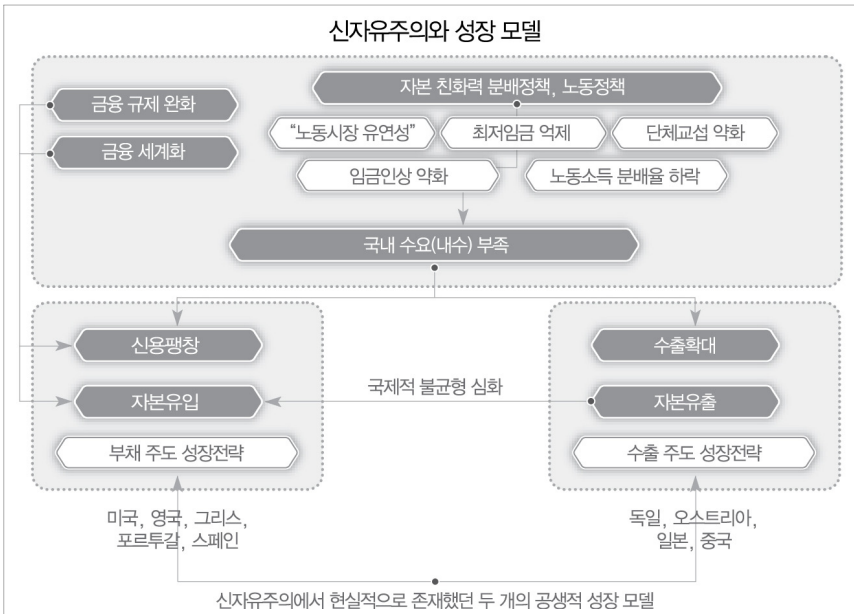 신자유주의와 성장 모델
금융 규제 완화
금융 세계화
자본 친화력 분배정책, 노동정책
“노동시장 유연성”
최저임금 억제
단체교섭 약화
임금인상 약화
노동소득 분배율 하락
국내 수요(내수) 부족
신용팽창
자본유입
부채 주도 성장전략
국제적 불균형 심화
수출확대
자본유출
수출 주도 성장전략
미국, 영국, 그리스,
포르투갈, 스페인
독일, 오스트리아,
일본, 중국
신자유주의에서 현실적으로 존재했던 두 개의 공생적 성장 모델